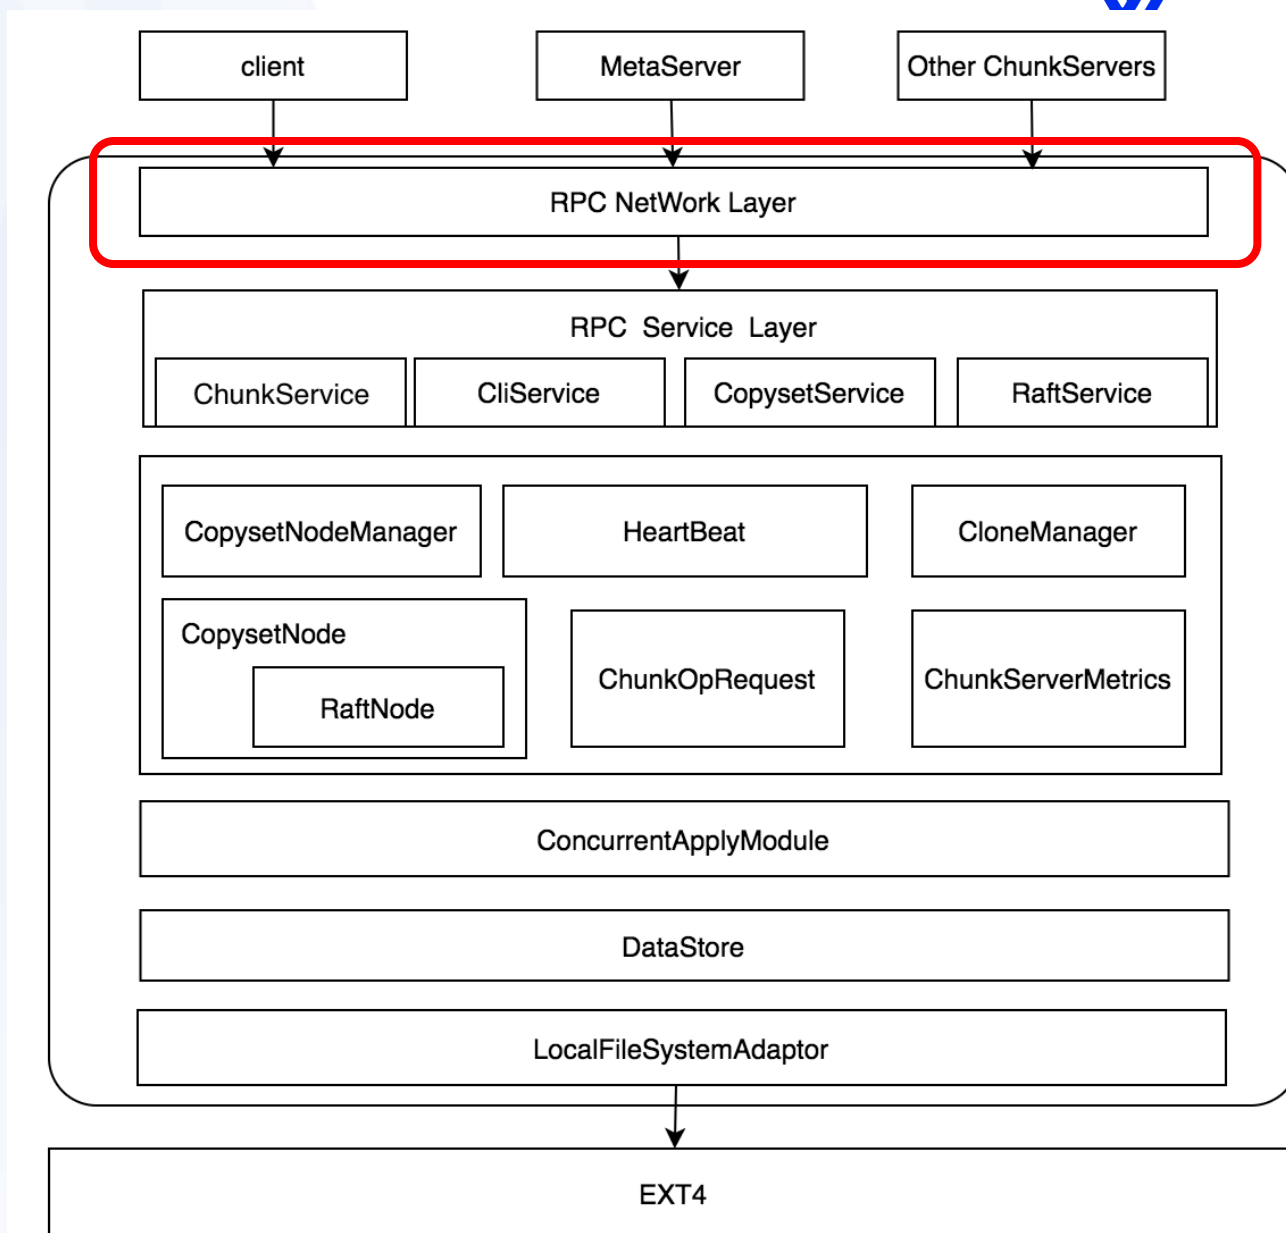 client
MetaServer
Other ChunkServers
RPC NetWork Layer
RPC Service Layer
ChunkService
CliService
CopysetService
RaftService
CopysetNodeManager
HeartBeat
CloneManager
CopysetNode
RaftNode
ChunkOpRequest
ChunkServerMetrics
ConcurrentApplyModule
DataStore
LocalFileSystemAdaptor
EXT4